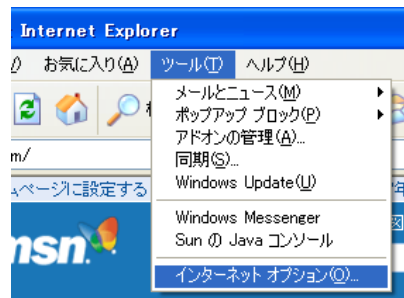 Internet Explorer
お気に入り(A) ツール(T) ヘルプ(H)
メールとニュース(M)
ポップアップ ブロック(P)
アドオンの管理(A)...
同期(S)...
m/
Windows Update(U)
ムページに設定する
Windows Messenger
Sun の Java コンソール
msn
インターネット オプション(O)...